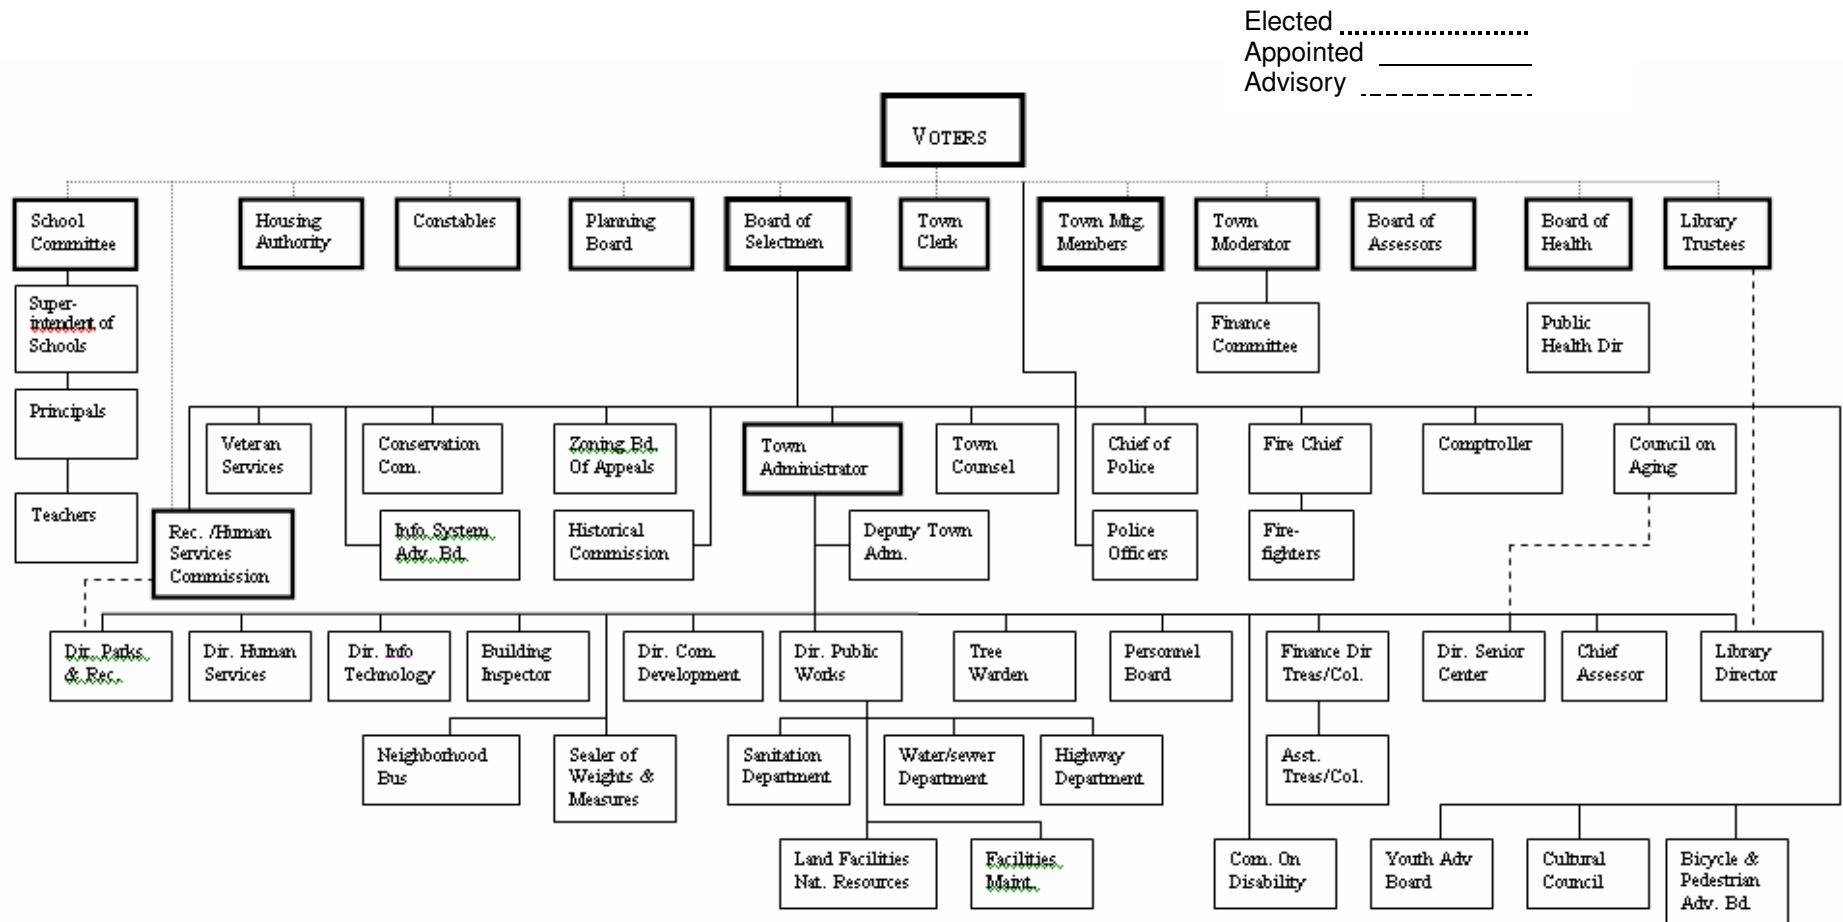 Elected
Appointed
Advisory
VOTERS
School
Committee
Housing
Authority
Constables
Planning
Board
Board of
Selectmen
Town
Clerk
Town Mtg.
Members
Town
Moderator
Board of
Assessors
Board of
Health
Library
Trustees
Super-
intendent of
Schools
Finance
Committee
Public
Health Dir
Principals
Veteran
Services
Conservation
Com.
Zoning Bd.
Of Appeals
Town
Administrator
Town
Counsel
Chief of
Police
Fire Chief
Comptroller
Council on
Aging
Teachers
Rec. /Human
Services
Commission
Info System
Adv. Bd.
Historical
Commission
Deputy Town
Adm.
Police
Officers
Fire-
fighters
Dir. Parks
& Rec.
Dir. Human
Services
Dir. Info
Technology
Building
Inspector
Dir. Com.
Development
Dir. Public
Works
Tree
Warden
Personnel
Board
Finance Dir
Treas/Col.
Dir. Senior
Center
Chief
Assessor
Library
Director
Neighborhood
Bus
Sealer of
Weights &
Measures
Sanitation
Department
Water/sewer
Department
Highway
Department
Asst.
Treas/Col.
Land Facilities
Nat. Resources
Facilities
Maint.
Com. On
Disability
Youth Adv
Board
Cultural
Council
Bicycle &
Pedestrian
Adv. Bd.